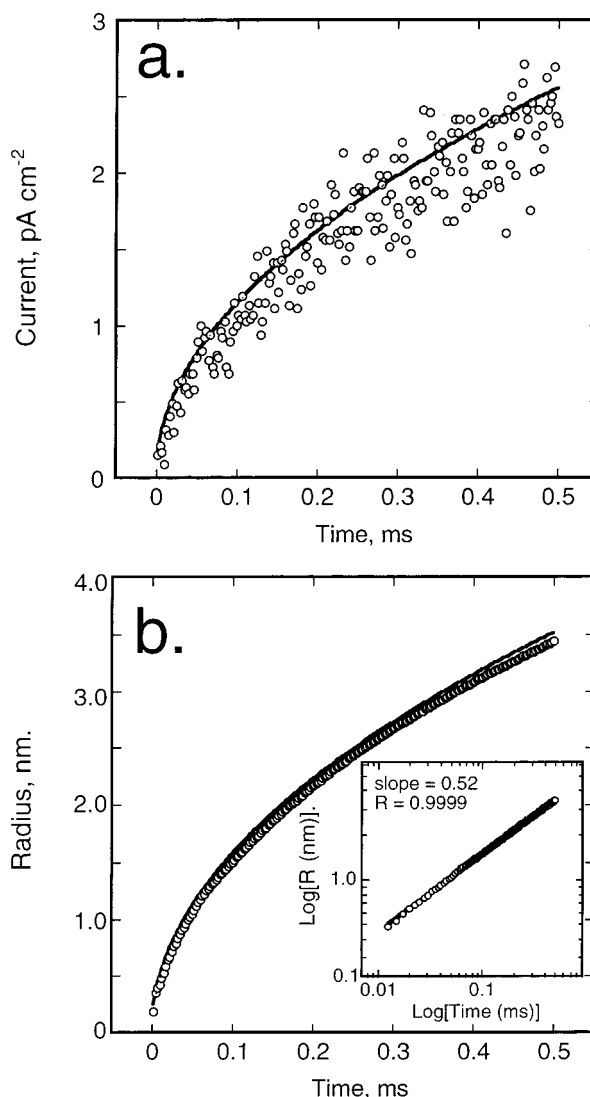 a.
3
2
1
0
Current, pA cm-2
0 0.1 0.2 0.3 0.4 0.5
Time, ms
b.
4.0
3.0
2.0
1.0
0
Radius, nm.
slope = 0.52
R = 0.9999
1.0
0.1
Log[R (nm)].
0.01 0.1
Log[Time (ms)]
0 0.1 0.2 0.3 0.4 0.5
Time, ms